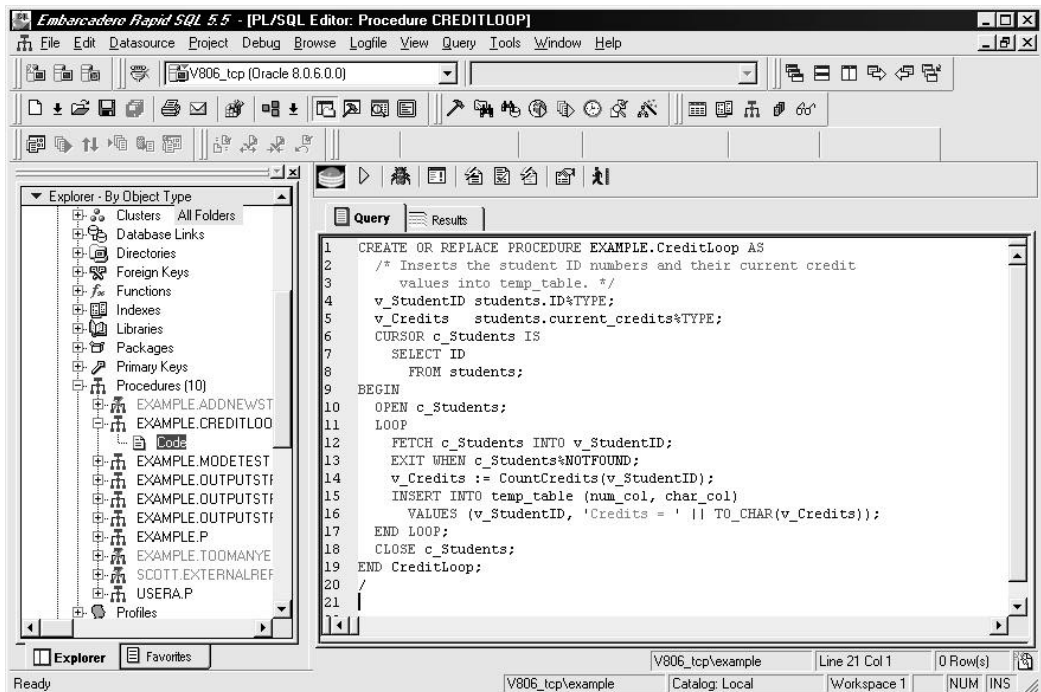 Embarcadero Rapid SQL 5.5 - [PL/SQL Editor: Procedure CREDITLOOP]
File Edit Datasource Project Debug Browse Logfile View Query Tools Window Help
V806_tcp (Oracle 8.0.6.0.0)
Explorer - By Object Type
Clusters All Folders
Database Links
Directories
Foreign Keys
Functions
Indexes
Libraries
Packages
Primary Keys
Procedures (10)
EXAMPLE.ADDNEWST
EXAMPLE.CREDITLOO
Code
EXAMPLE.MODETEST
EXAMPLE.OUTPUTSTR
EXAMPLE.OUTPUTSTR
EXAMPLE.OUTPUTSTR
EXAMPLE.P
EXAMPLE.TOOMANYE
SCOTT.EXTERNALREF
USERA.P
Profiles
Explorer Favorites
Query Results
1 CREATE OR REPLACE PROCEDURE EXAMPLE.CreditLoop AS
2 /* Inserts the student ID numbers and their current credit
3 values into temp_table. */
4 v_StudentID students.ID%TYPE;
5 v_Credits students.current_credits%TYPE;
6 CURSOR c_Students IS
7 SELECT ID
8 FROM students;
9 BEGIN
10 OPEN c_Students;
11 LOOP
12 FETCH c_Students INTO v_StudentID;
13 EXIT WHEN c_Students%NOTFOUND;
14 v_Credits := CountCredits(v_StudentID);
15 INSERT INTO temp_table (num_col, char_col)
16 VALUES (v_StudentID, 'Credits = ' || TO_CHAR(v_Credits));
17 END LOOP;
18 CLOSE c_Students;
19 END CreditLoop;
20 /
21
V806_tcp\example Line 21 Col 1 0 Row(s)
Ready V806_tcp\example Catalog: Local Workspace 1 NUM INS